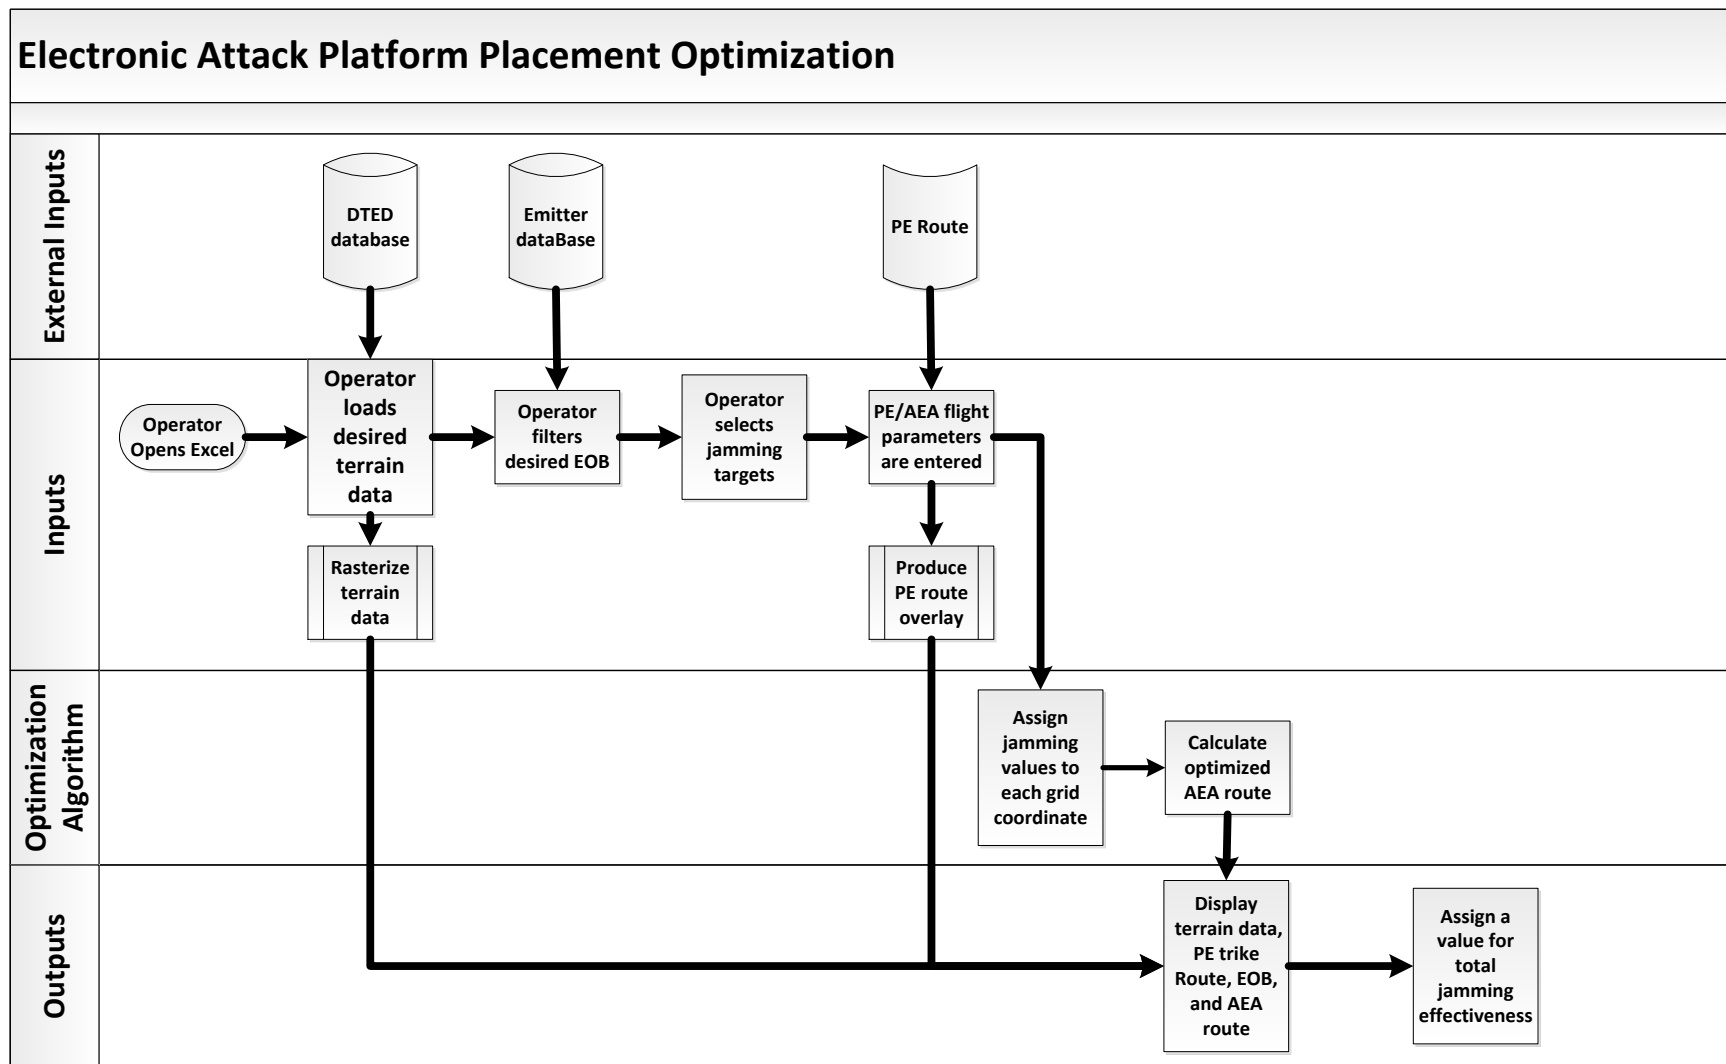 Electronic Attack Platform Placement Optimization
External Inputs
DTED
database
Emitter
dataBase
PE Route
Inputs
Operator
Opens Excel
Operator
loads
desired
terrain
data
Operator
filters
desired EOB
Operator
selects
jamming
targets
PE/AEA flight
parameters
are entered
Rasterize
terrain
data
Produce
PE route
overlay
Optimization
Algorithm
Assign
jamming
values to
each grid
coordinate
Calculate
optimized
AEA route
Outputs
Display
terrain data,
PE trike
Route, EOB,
and AEA
route
Assign a
value for
total
jamming
effectiveness